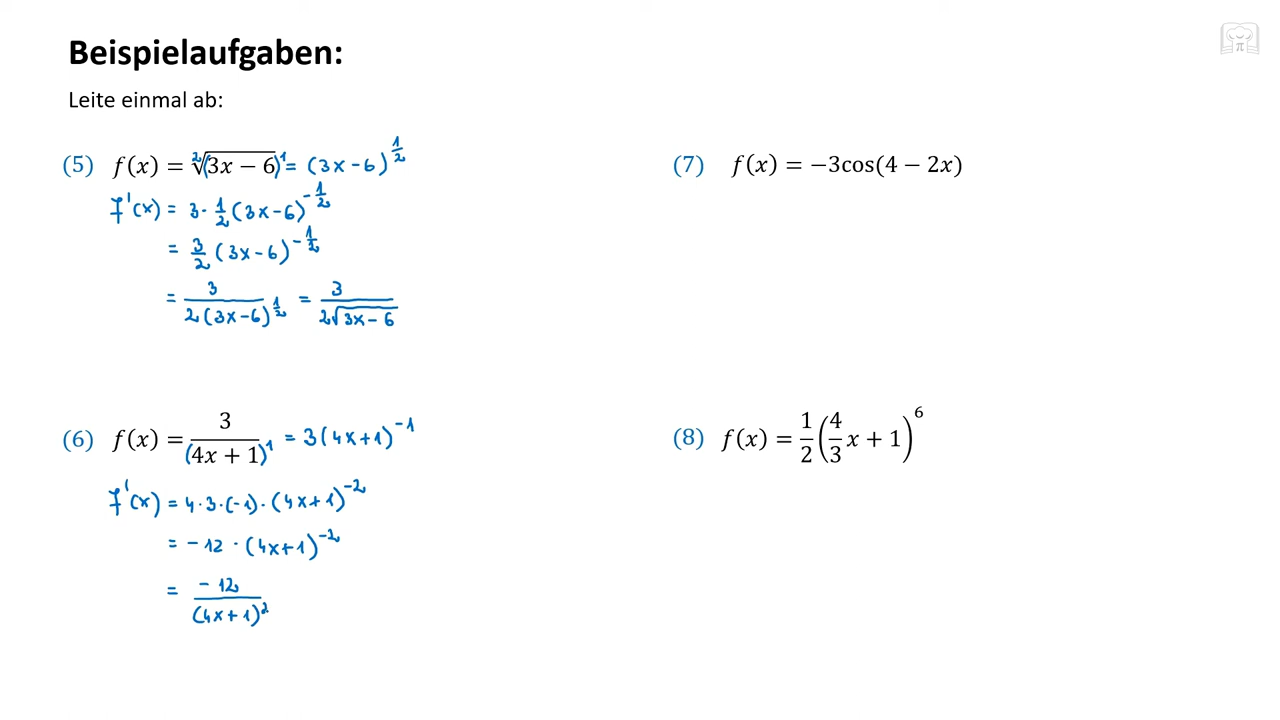 Beispielaufgaben:
Leite einmal ab:
(5) f(x) = ²√(3x − 6)¹ = (3x − 6)^{1/2}
f'(x) = 3 · 1/2 (3x − 6)^{−1/2}
= 3/2 (3x − 6)^{−1/2}
= 3/(2(3x − 6)^{1/2}) = 3/(2√(3x − 6))
(6) f(x) = 3/(4x + 1)¹ = 3(4x + 1)^{−1}
f'(x) = 4 · 3 · (−1) · (4x + 1)^{−2}
= −12 · (4x + 1)^{−2}
= −12/(4x + 1)²
(7) f(x) = −3cos(4 − 2x)
(8) f(x) = 1/2 (4/3 x + 1)^6
π